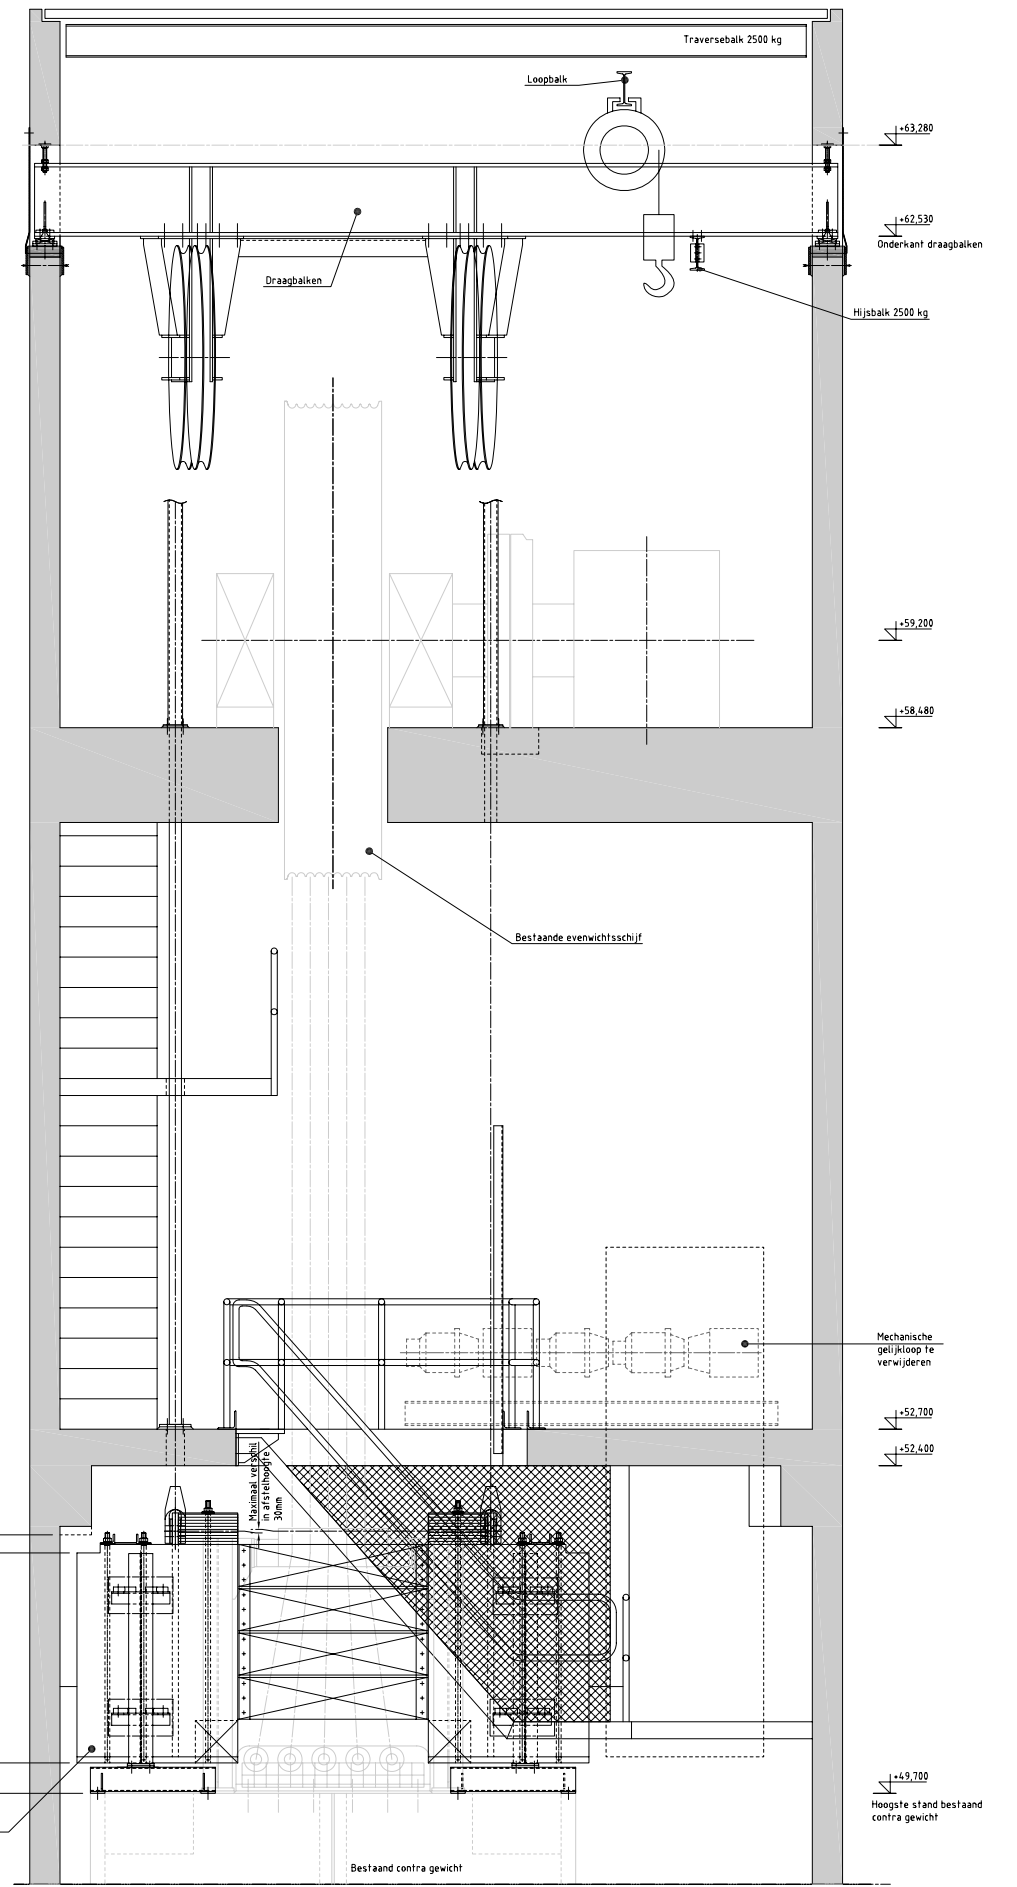 Traversebalk 2500 kg
Loopbalk
+63,280
+62,530
Onderkant draagbalken
Draagbalken
Hijsbalk 2500 kg
+59,200
+58,480
Bestaande evenwichtsschijf
Mechanische
gelijkloop te
verwijderen
+52,700
+52,400
Maximaal verschil
in afstelhoogte
30mm
+49,700
Hoogste stand bestaand
contra gewicht
Bestaand contra gewicht